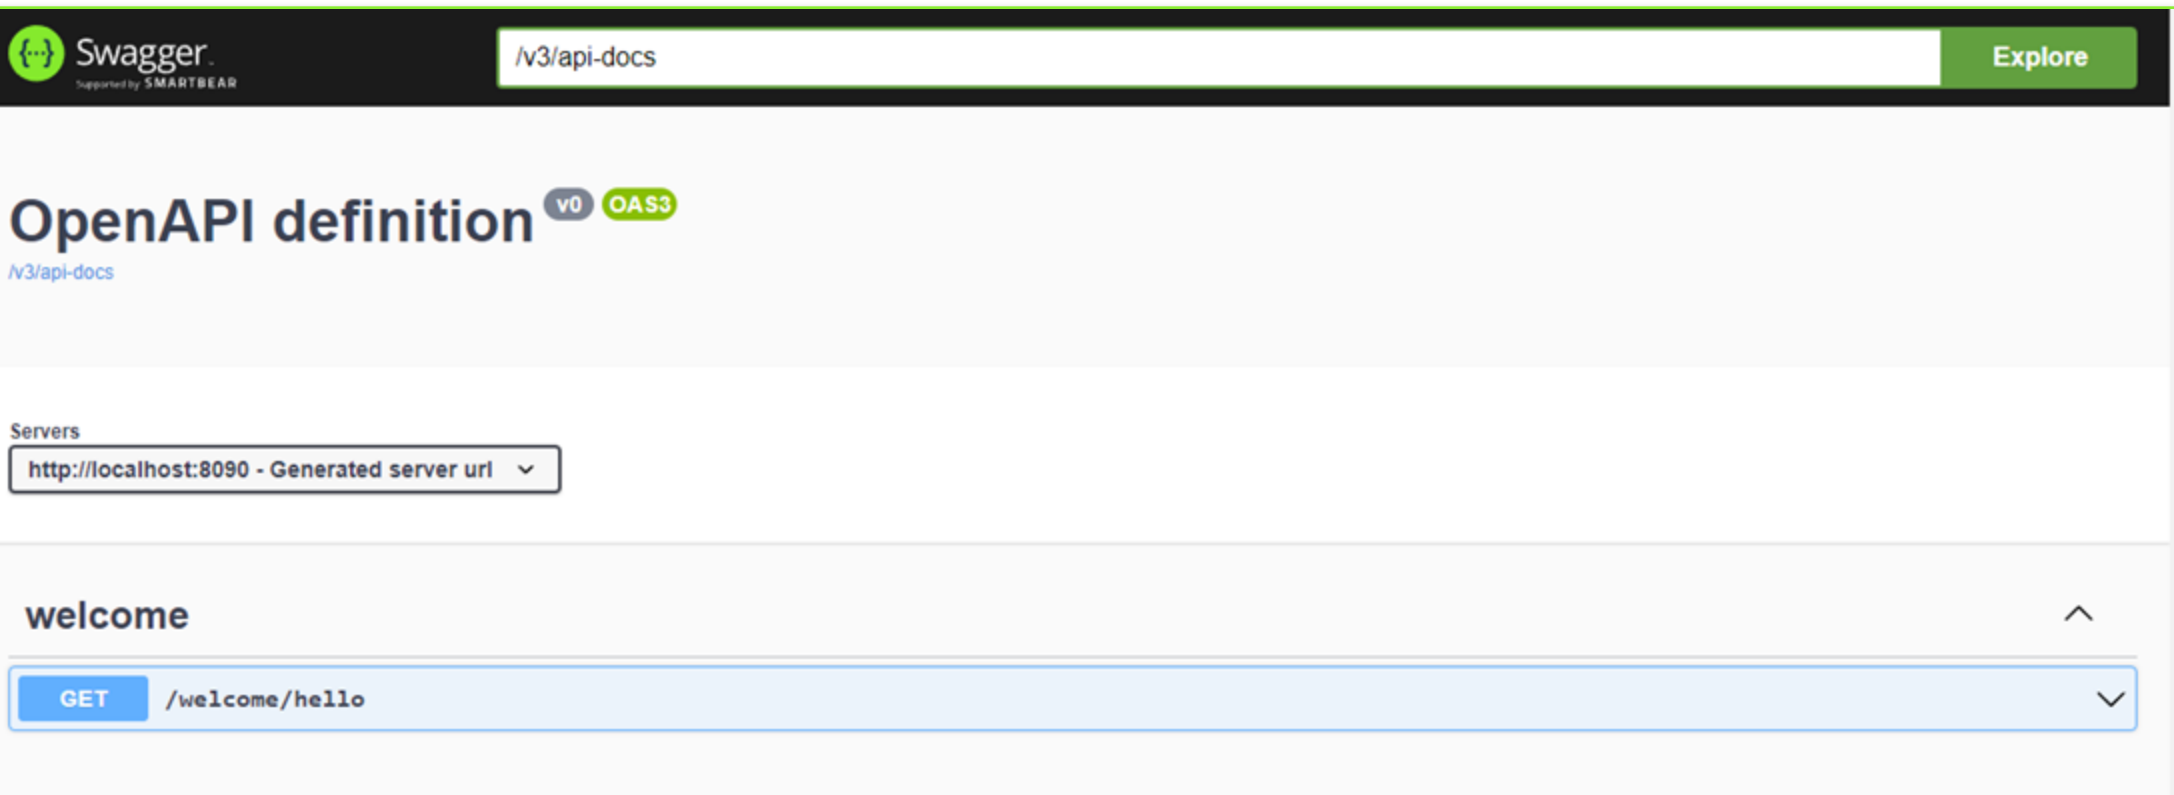 {···} Swagger.
Supported by SMARTBEAR
/v3/api-docs
Explore
OpenAPI definition v0 OAS3
/v3/api-docs
Servers
http://localhost:8090 - Generated server url
welcome
GET /welcome/hello